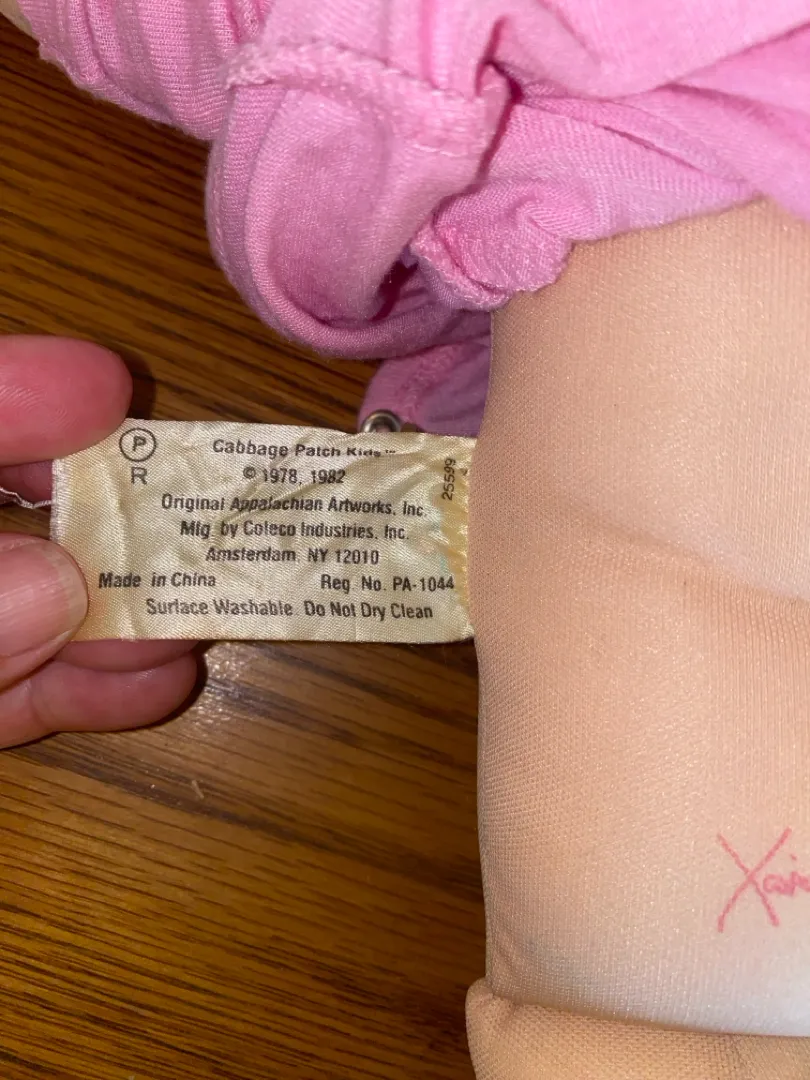 Ⓟ Cabbage Patch Kids™
R © 1978, 1982
Original Appalachian Artworks, Inc
Mfg. by Coleco Industries, Inc.
Amsterdam, NY 12010
Made in China Reg. No. PA-1044
Surface Washable Do Not Dry Clean
25599